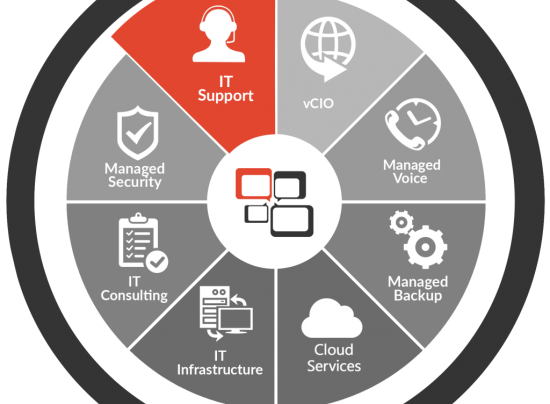 IT
Support
vCIO
Managed
Voice
Managed
Backup
Cloud
Services
IT
Infrastructure
IT
Consulting
Managed
Security